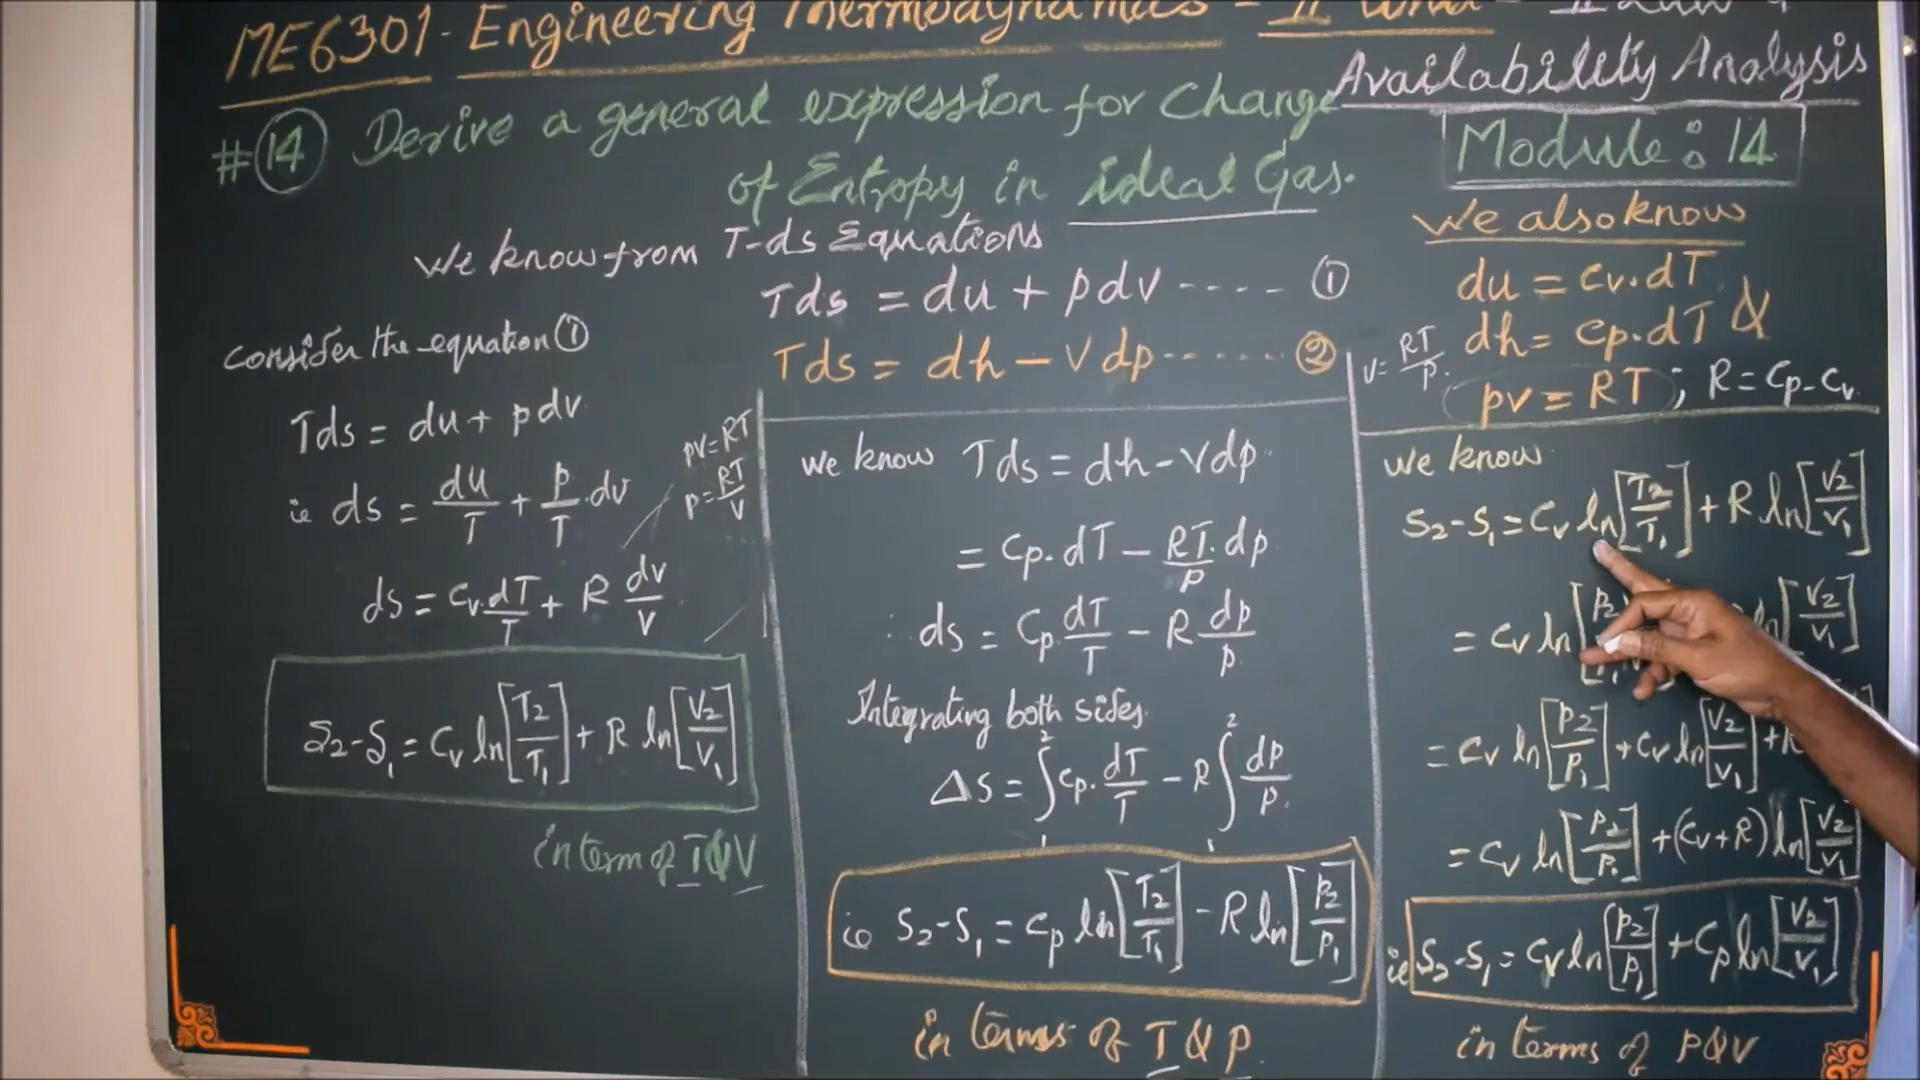 ME6301 - Engineering Thermodynamics - II Unit - II Law &
Availability Analysis
#14 Derive a general expression for Change
of Entropy in ideal Gas.
Module: 14
We know from T-ds Equations
Tds = du + pdv ---- ①
Tds = dh - vdp ------ ②
We also know
du = Cv.dT
dh = Cp.dT &
v = RT/p.
pv = RT ; R = Cp - Cv
Consider the equation ①
Tds = du + pdv
ie ds = du/T + p/T .dv
pv = RT
p = RT/v
ds = Cv.dT/T + R dv/v
S2-S1 = Cv ln[T2/T1] + R ln[V2/V1]
in term of T&V
we know Tds = dh - vdp.
= Cp.dT - RT/p.dp
∴ ds = Cp dT/T - R dp/p.
Integrating both sides.
ΔS = ∫₁² Cp. dT/T - R ∫₁² dp/p.
ie S2-S1 = Cp ln[T2/T1] - R ln[P2/P1]
in terms of T & P.
We know
S2-S1 = Cv ln[T2/T1] + R ln[V2/V1]
= Cv ln[P2 ln[V2/V1]
= Cv ln[P2/P1] + Cv ln[V2/V1] + R
= Cv ln[P2/P1] + (Cv+R) ln[V2/V1]
ie S2-S1 = Cv ln[P2/P1] + Cp ln[V2/V1]
in terms of P&V